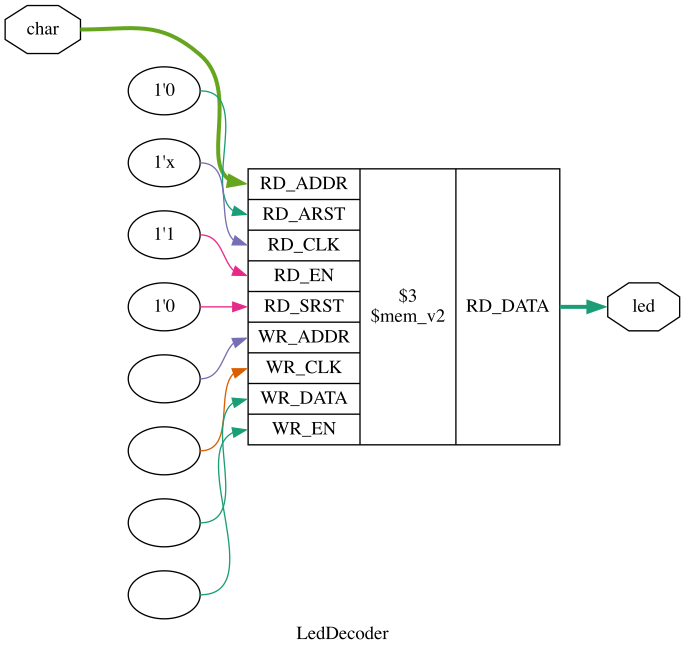 char
1'0
1'x
1'1
1'0
RD_ADDR
RD_ARST
RD_CLK
RD_EN
RD_SRST
WR_ADDR
WR_CLK
WR_DATA
WR_EN
$3
$mem_v2
RD_DATA
led
LedDecoder